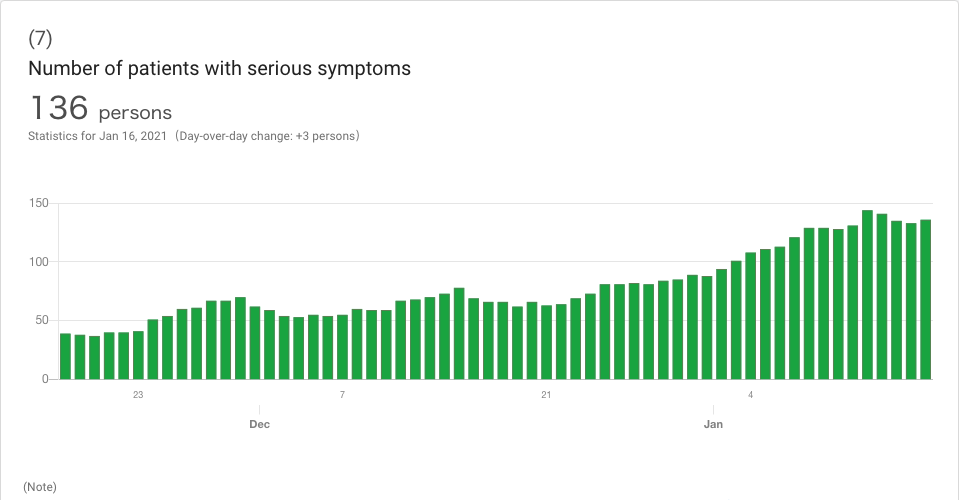 (7)
Number of patients with serious symptoms
136 persons
Statistics for Jan 16, 2021（Day-over-day change: +3 persons）
150
100
50
0
23 7 21 4
Dec Jan
(Note)